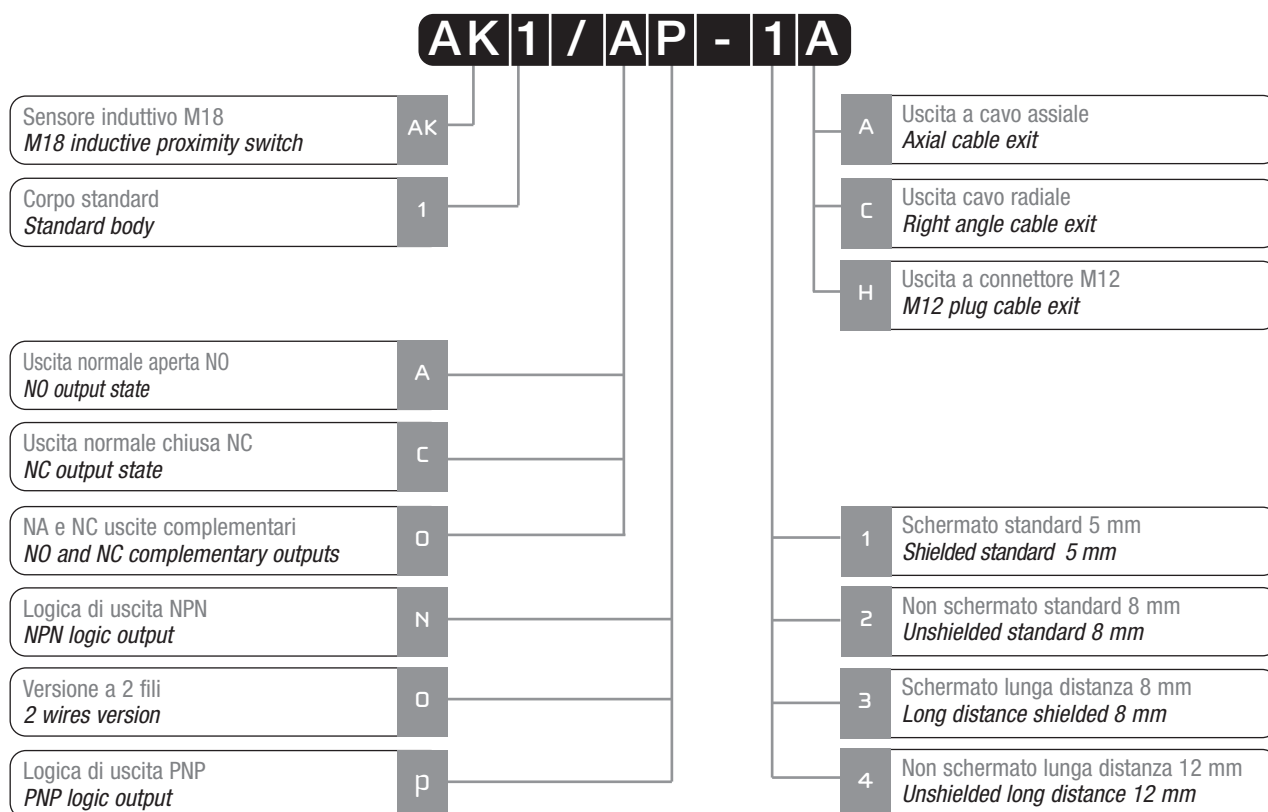 AK1/AP-1A
Sensore induttivo M18
M18 inductive proximity switch
AK
Corpo standard
Standard body
1
Uscita normale aperta NO
NO output state
A
Uscita normale chiusa NC
NC output state
C
NA e NC uscite complementari
NO and NC complementary outputs
0
Logica di uscita NPN
NPN logic output
N
Versione a 2 fili
2 wires version
0
Logica di uscita PNP
PNP logic output
p
A
Uscita a cavo assiale
Axial cable exit
C
Uscita cavo radiale
Right angle cable exit
H
Uscita a connettore M12
M12 plug cable exit
1
Schermato standard 5 mm
Shielded standard 5 mm
2
Non schermato standard 8 mm
Unshielded standard 8 mm
3
Schermato lunga distanza 8 mm
Long distance shielded 8 mm
4
Non schermato lunga distanza 12 mm
Unshielded long distance 12 mm